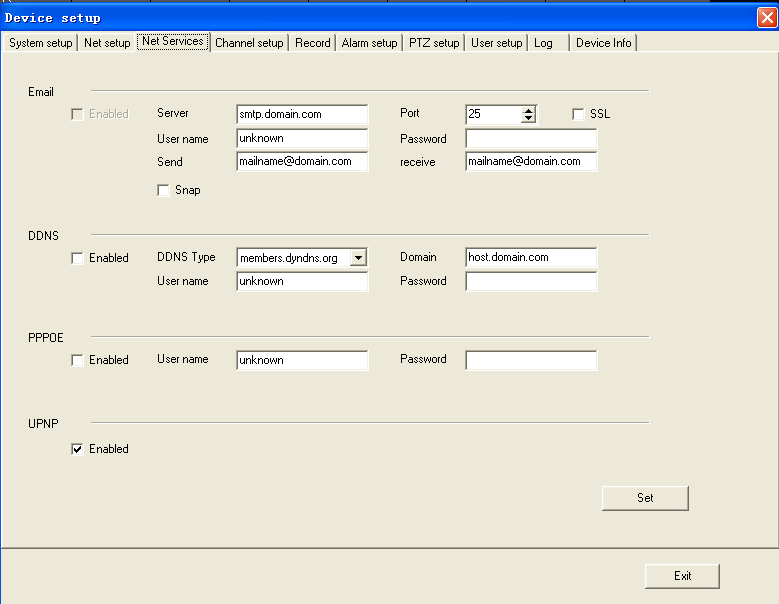 Device setup
System setup Net setup Net Services Channel setup Record Alarm setup PTZ setup User setup Log Device Info
Email
Enabled Server smtp.domain.com Port 25 SSL
User name unknown Password
Send mailname@domain.com receive mailname@domain.com
Snap
DDNS
Enabled DDNS Type members.dyndns.org Domain host.domain.com
User name unknown Password
PPPOE
Enabled User name unknown Password
UPNP
Enabled
Set
Exit